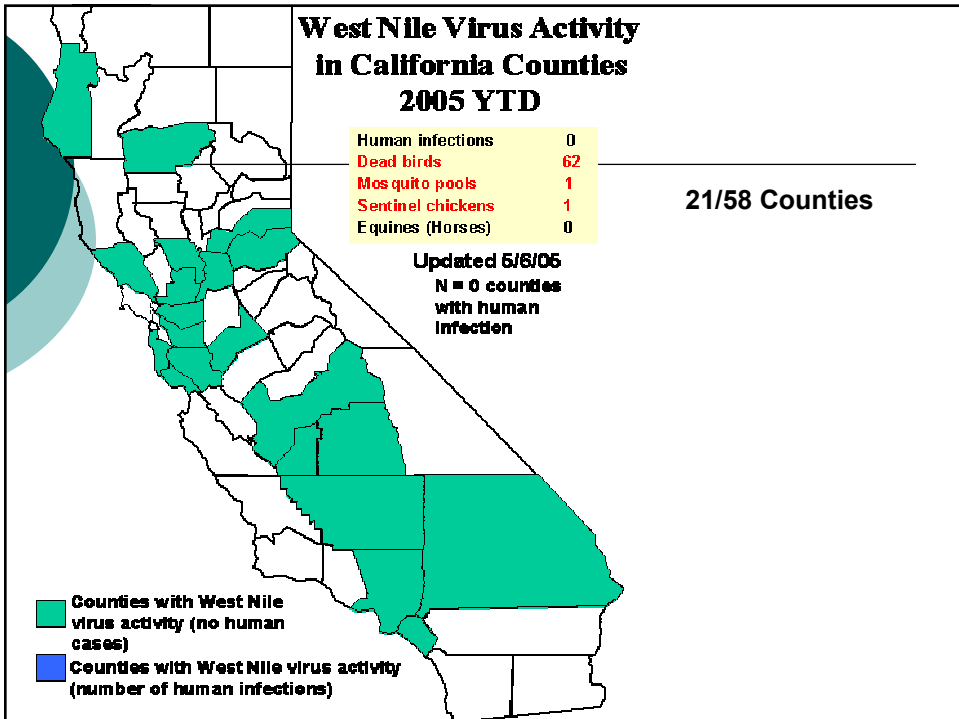 West Nile Virus Activity
in California Counties
2005 YTD
Human infections 0
Dead birds 62
Mosquito pools 1
Sentinel chickens 1
Equines (Horses) 0
21/58 Counties
Updated 5/6/05
N = 0 counties
with human
infection
Counties with West Nile
virus activity (no human
cases)
Counties with West Nile virus activity
(number of human infections)